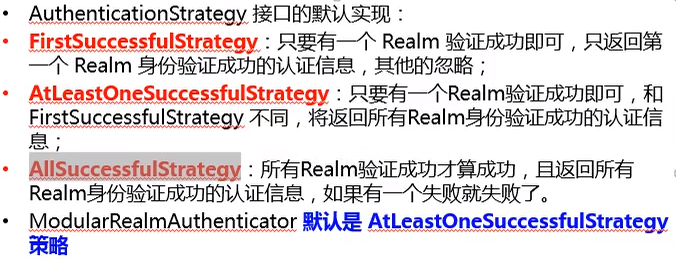 • AuthenticationStrategy 接口的默认实现：
• FirstSuccessfulStrategy：只要有一个 Realm 验证成功即可，只返回第
一个 Realm 身份验证成功的认证信息，其他的忽略；
• AtLeastOneSuccessfulStrategy：只要有一个Realm验证成功即可，和
FirstSuccessfulStrategy 不同，将返回所有Realm身份验证成功的认证信
息；
• AllSuccessfulStrategy：所有Realm验证成功才算成功，且返回所有
Realm身份验证成功的认证信息，如果有一个失败就失败了。
• ModularRealmAuthenticator 默认是 AtLeastOneSuccessfulStrategy
策略